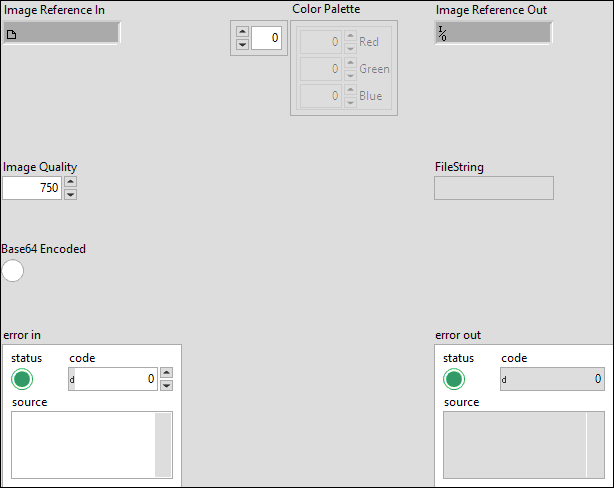 Image Reference In
Color Palette
Image Reference Out
0
0 Red
0 Green
0 Blue
I/O
Image Quality
750
FileString
Base64 Encoded
error in
status code
d 0
source
error out
status code
d 0
source